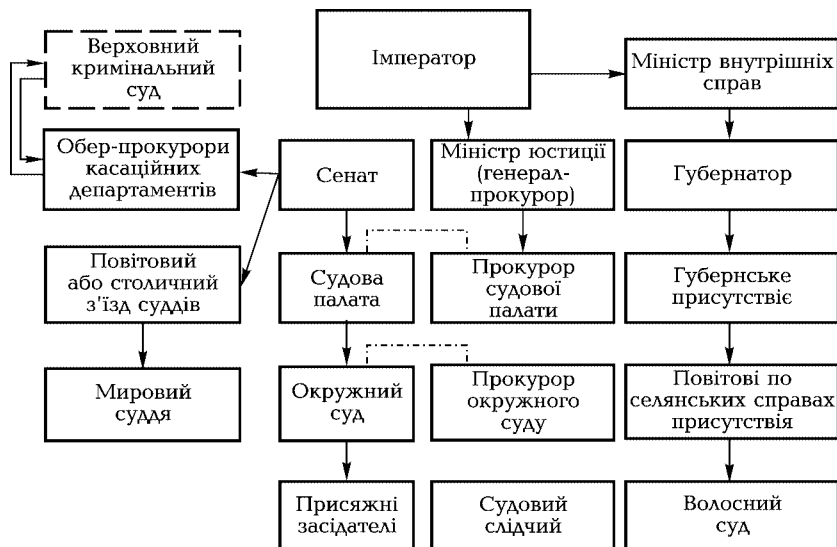 Верховний
кримінальний
суд
Імператор
Міністр внутрішніх
справ
Обер-прокурори
касаційних
департаментів
Сенат
Міністр юстиції
(генерал-
прокурор)
Губернатор
Повітовий
або столичний
з'їзд суддів
Судова
палата
Прокурор
судової
палати
Губернське
присутствіє
Мировий
суддя
Окружний
суд
Прокурор
окружного
суду
Повітові по
селянських справах
присутствія
Присяжні
засідателі
Судовий
слідчий
Волосний
суд